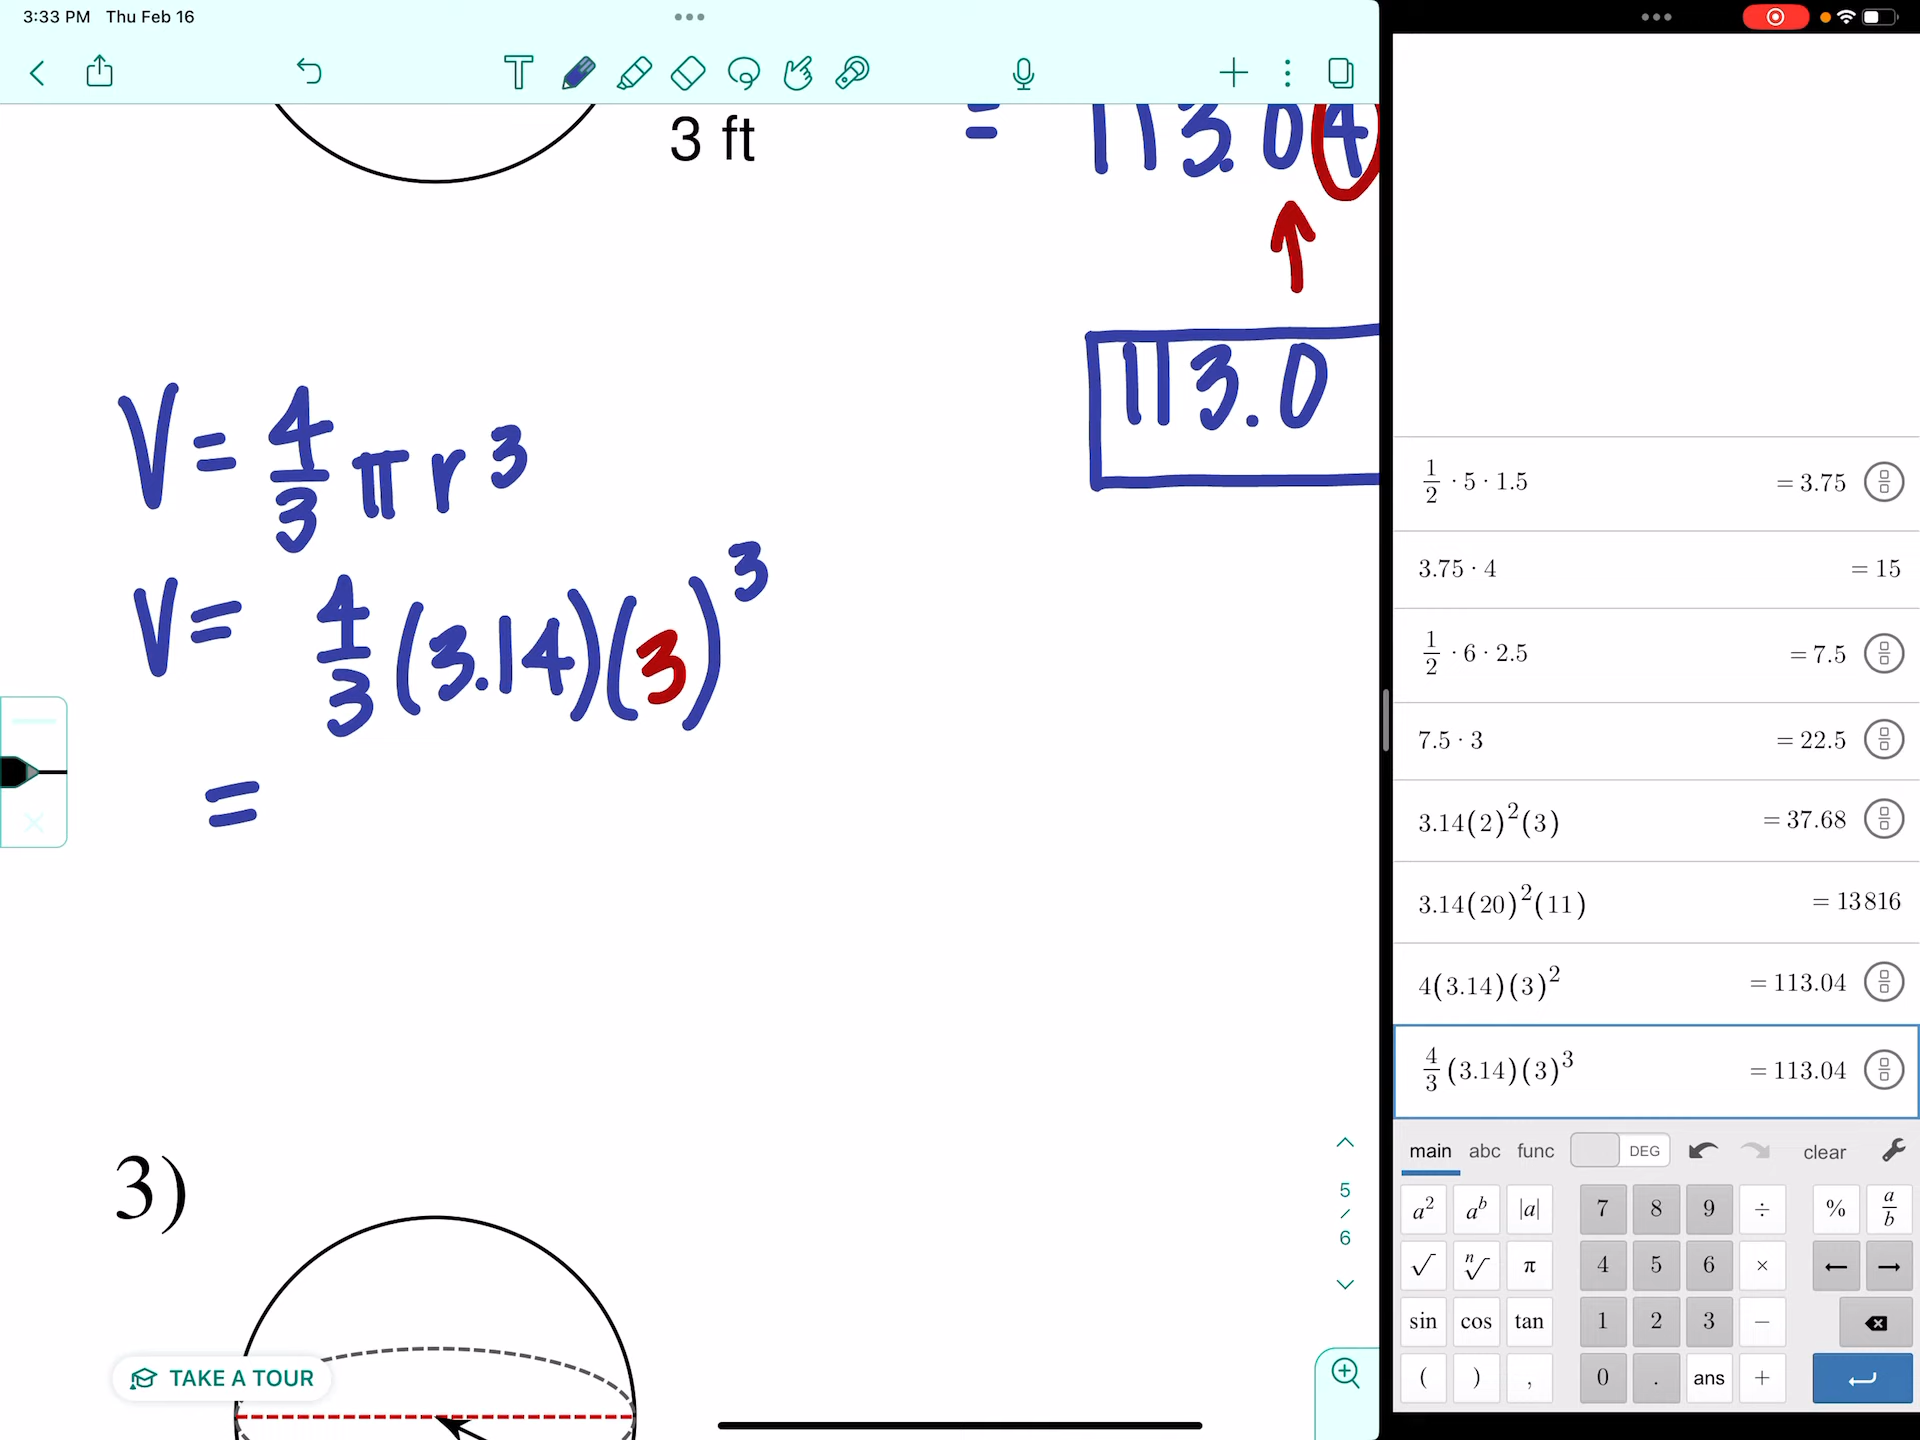 3:33 PM Thu Feb 16
3 ft
= 113.04
113.0
V = 4/3 π r³
V = 4/3 (3.14)(3)³
=
3)
TAKE A TOUR
5
/
6
1/2 · 5 · 1.5 = 3.75
3.75 · 4 = 15
1/2 · 6 · 2.5 = 7.5
7.5 · 3 = 22.5
3.14(2)²(3) = 37.68
3.14(20)²(11) = 13816
4(3.14)(3)² = 113.04
4/3 (3.14)(3)³ = 113.04
main abc func DEG clear
a² aᵇ |a| 7 8 9 ÷ % a/b
√ ⁿ√ π 4 5 6 × ← →
sin cos tan 1 2 3 −
( ) , 0 . ans +